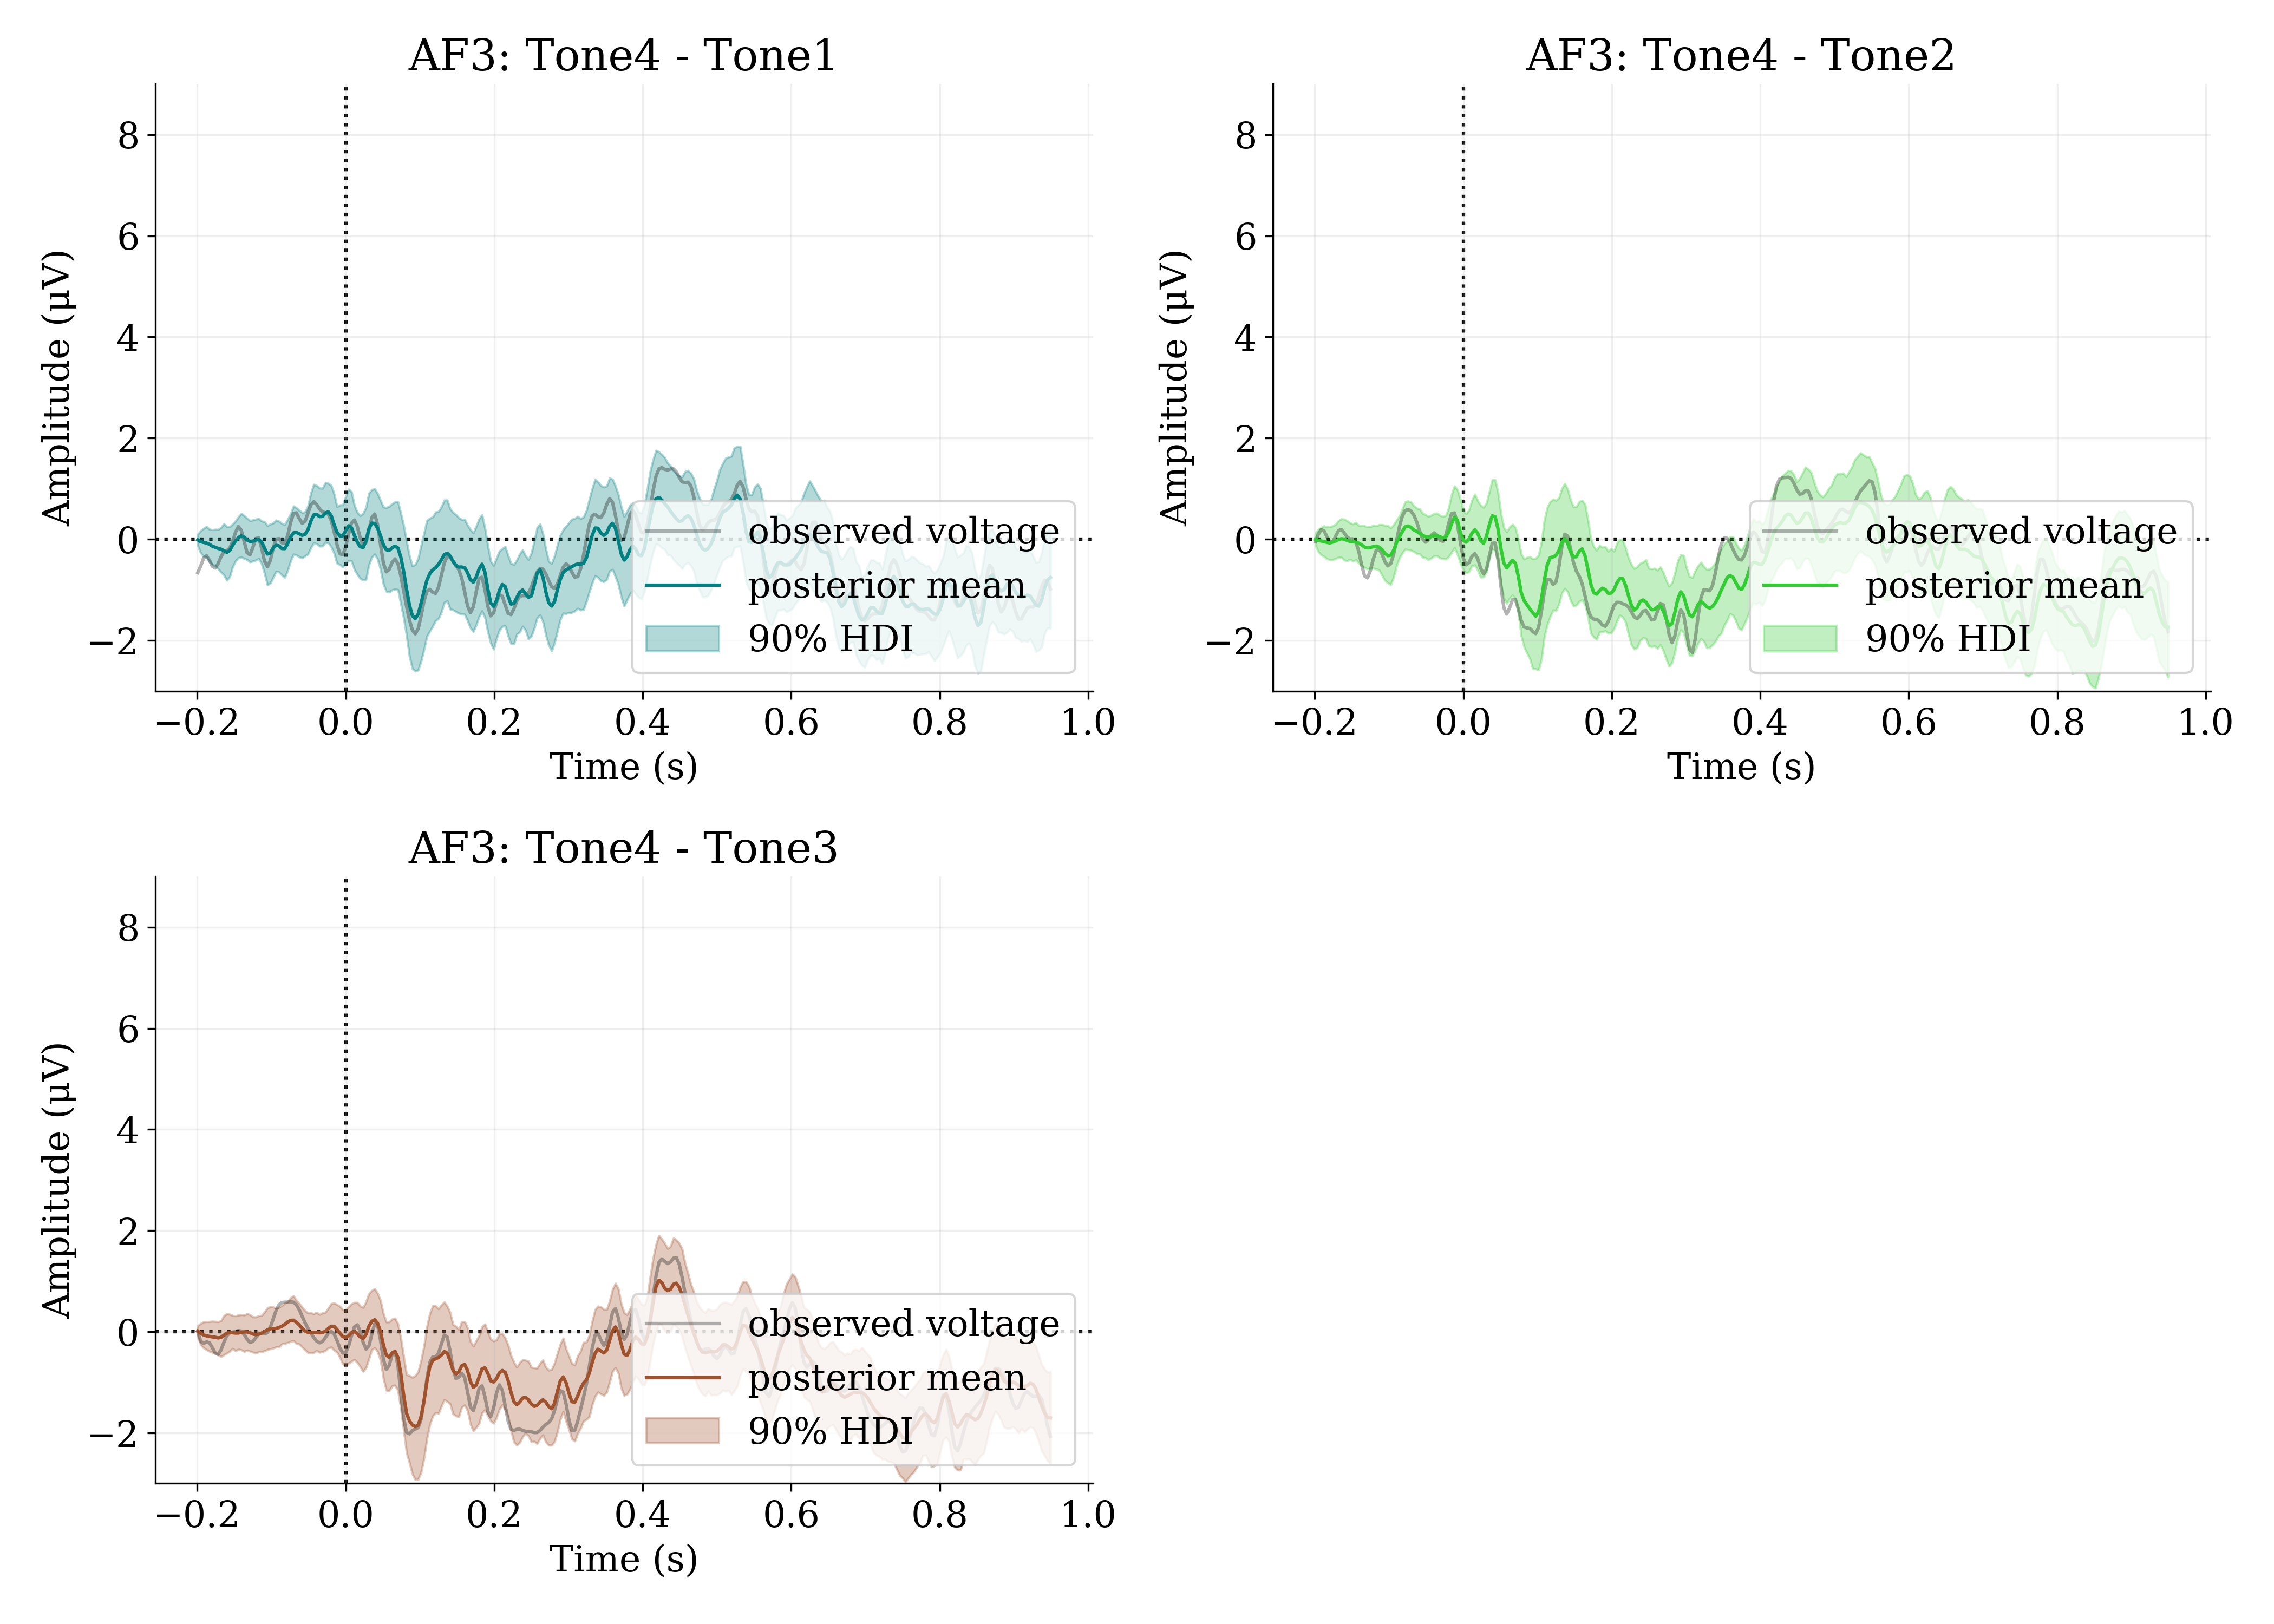 AF3: Tone4 - Tone1
Amplitude (μV)
8
6
4
2
0
−2
observed voltage
posterior mean
90% HDI
−0.2 0.0 0.2 0.4 0.6 0.8 1.0
Time (s)
AF3: Tone4 - Tone2
Amplitude (μV)
8
6
4
2
0
−2
observed voltage
posterior mean
90% HDI
−0.2 0.0 0.2 0.4 0.6 0.8 1.0
Time (s)
AF3: Tone4 - Tone3
Amplitude (μV)
8
6
4
2
0
−2
observed voltage
posterior mean
90% HDI
−0.2 0.0 0.2 0.4 0.6 0.8 1.0
Time (s)